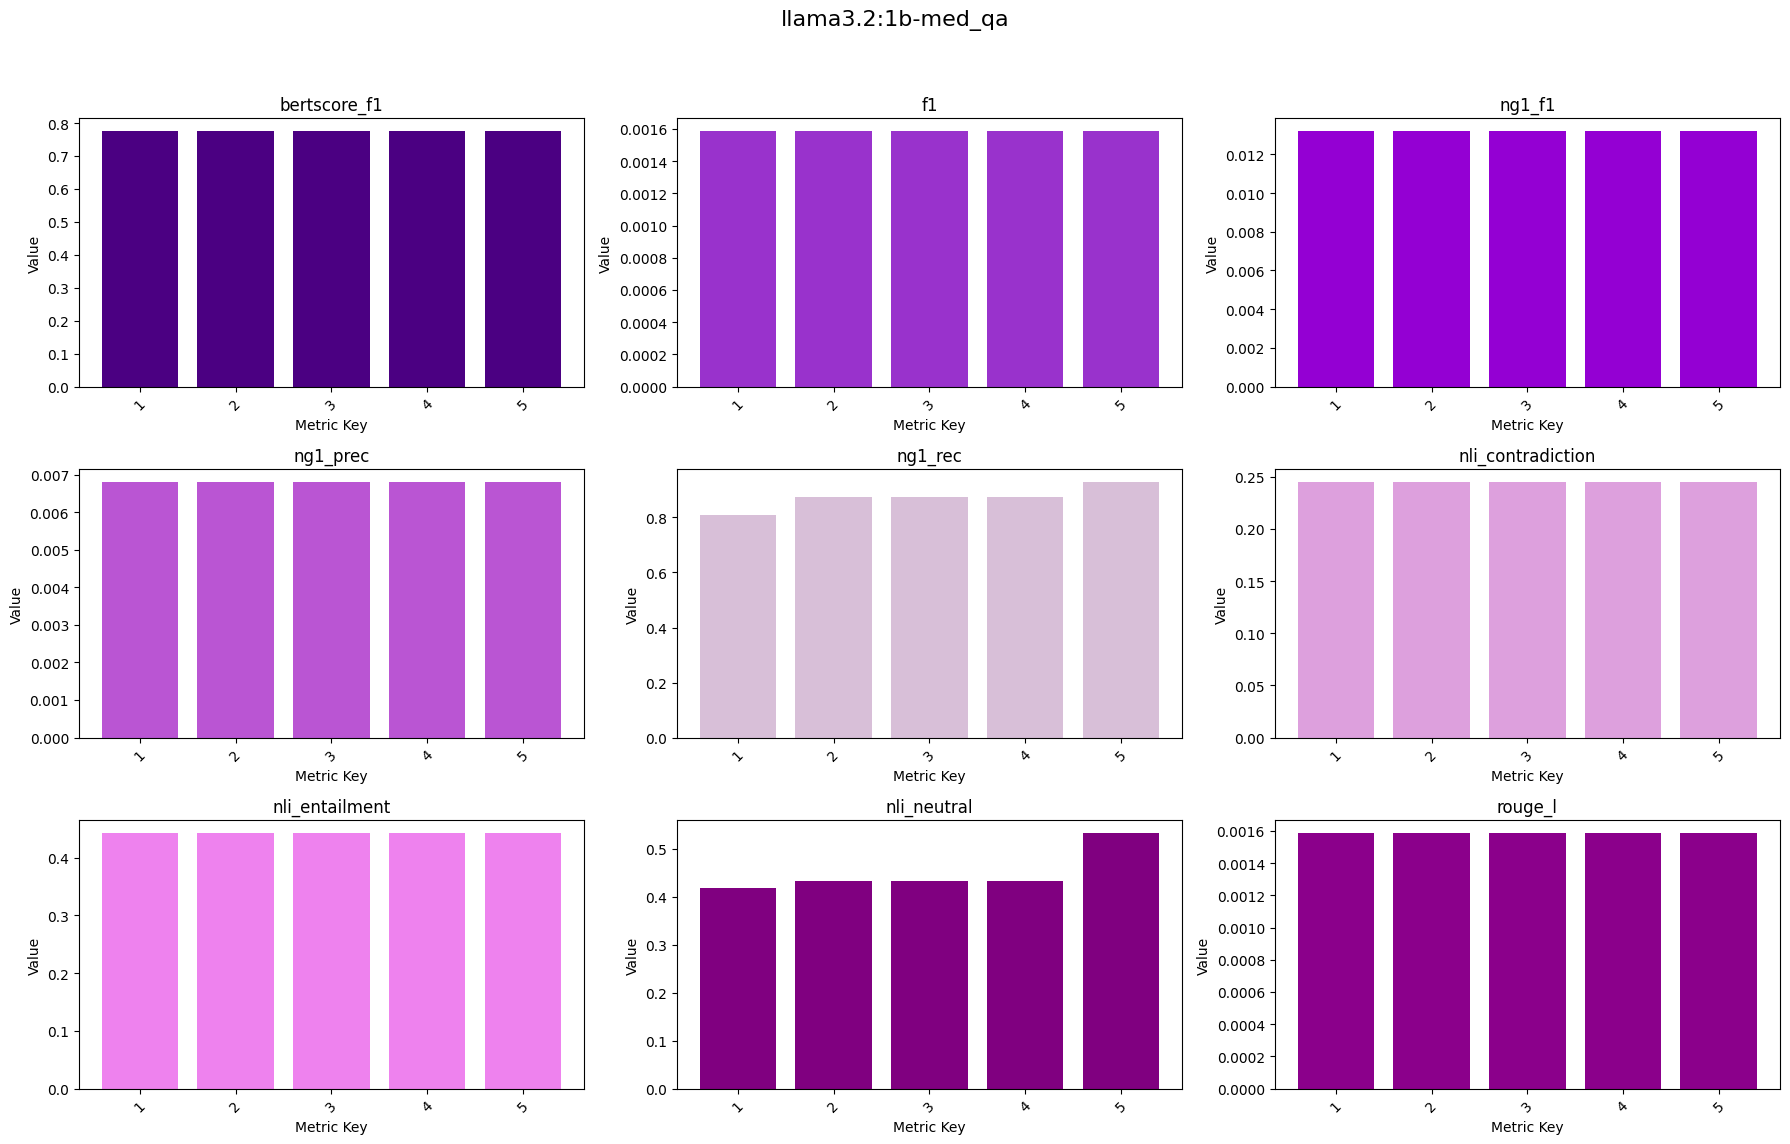 llama3.2:1b-med_qa
bertscore_f1
0.8
0.7
0.6
0.5
0.4
0.3
0.2
0.1
0.0
Value
1 2 3 4 5
Metric Key
f1
0.0016
0.0014
0.0012
0.0010
0.0008
0.0006
0.0004
0.0002
0.0000
Value
1 2 3 4 5
Metric Key
ng1_f1
0.012
0.010
0.008
0.006
0.004
0.002
0.000
Value
1 2 3 4 5
Metric Key
ng1_prec
0.007
0.006
0.005
0.004
0.003
0.002
0.001
0.000
Value
1 2 3 4 5
Metric Key
ng1_rec
0.8
0.6
0.4
0.2
0.0
Value
1 2 3 4 5
Metric Key
nli_contradiction
0.25
0.20
0.15
0.10
0.05
0.00
Value
1 2 3 4 5
Metric Key
nli_entailment
0.4
0.3
0.2
0.1
0.0
Value
1 2 3 4 5
Metric Key
nli_neutral
0.5
0.4
0.3
0.2
0.1
0.0
Value
1 2 3 4 5
Metric Key
rouge_l
0.0016
0.0014
0.0012
0.0010
0.0008
0.0006
0.0004
0.0002
0.0000
Value
1 2 3 4 5
Metric Key